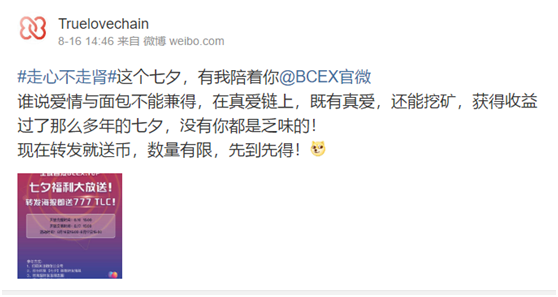 Truelovechain
8-16 14:46 来自 微博 weibo.com
#走心不走肾#这个七夕，有我陪着你@BCEX官微
谁说爱情与面包不能兼得，在真爱链上，既有真爱，还能挖矿，获得收益
过了那么多年的七夕，没有你都是乏味的！
现在转发就送币，数量有限，先到先得！
七夕福利大放送！
转发海报即送777 TLC！